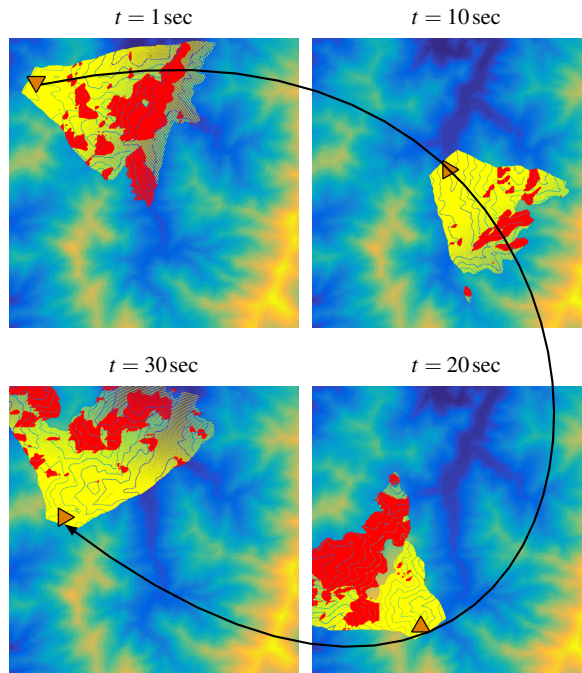 t = 1 sec
t = 10 sec
t = 30 sec
t = 20 sec